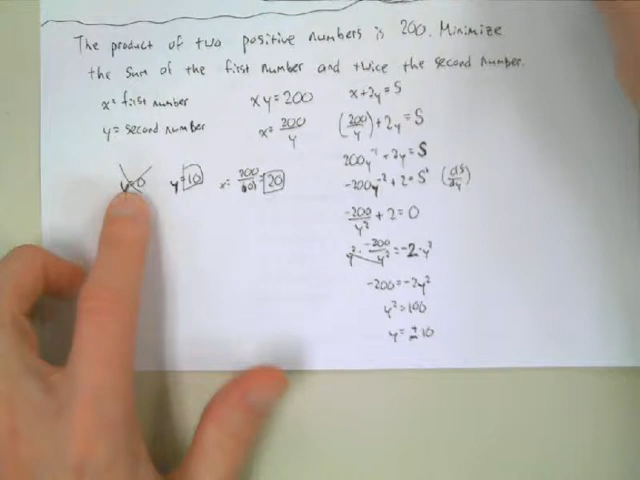 The product of two positive numbers is 200. Minimize
the sum of the first number and twice the second number.
x = first number
y = second number
xy = 200
x = 200/y
x + 2y = S
(200/y) + 2y = S
200y⁻¹ + 2y = S
-200y⁻² + 2 = S' (dS/dy)
-200/y² + 2 = 0
y² · -200/y² = -2 · y²
-200 = -2y²
y² = 100
y = ±10
y = 0
y = 10
x = 200/(10) = 20